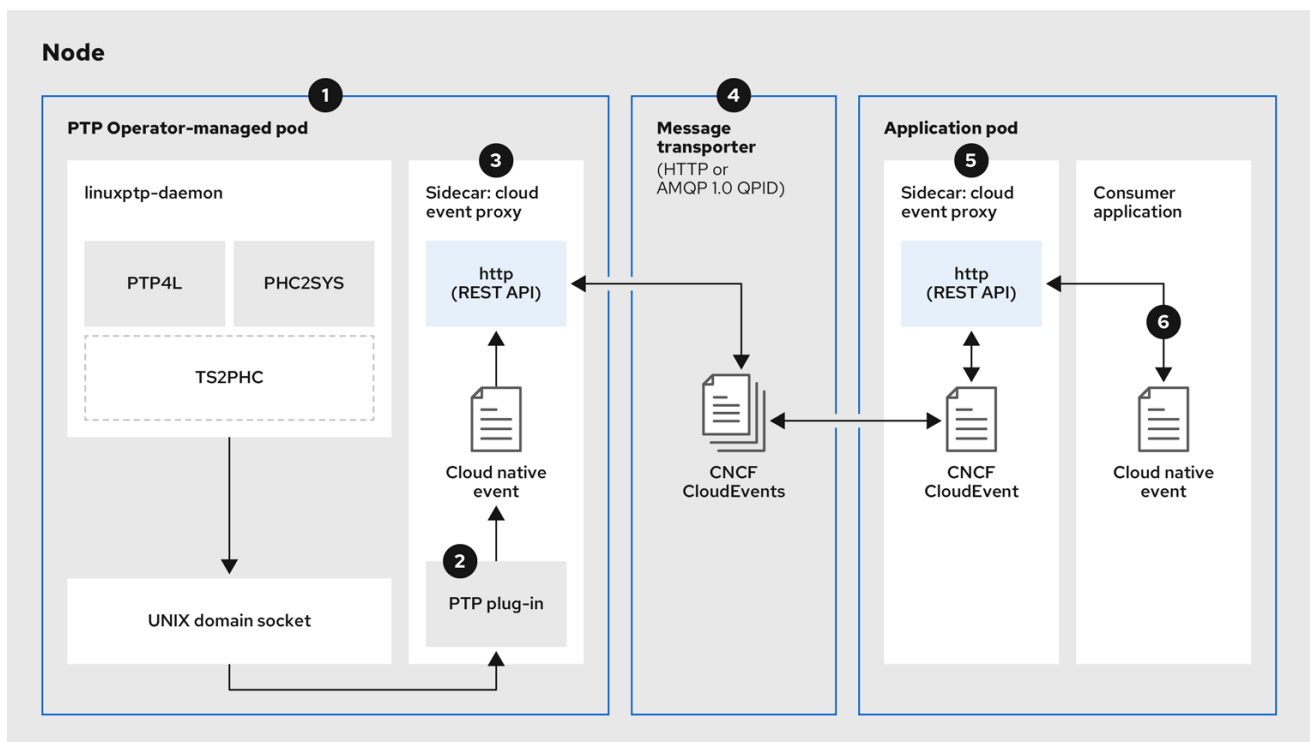 Node
1
PTP Operator-managed pod
linuxptp-daemon
PTP4L
PHC2SYS
TS2PHC
UNIX domain socket
3
Sidecar: cloud
event proxy
http
(REST API)
Cloud native
event
2
PTP plug-in
4
Message
transporter
(HTTP or
AMQP 1.0 QPID)
CNCF
CloudEvents
Application pod
5
Sidecar: cloud
event proxy
http
(REST API)
CNCF
CloudEvent
Consumer
application
6
Cloud native
event